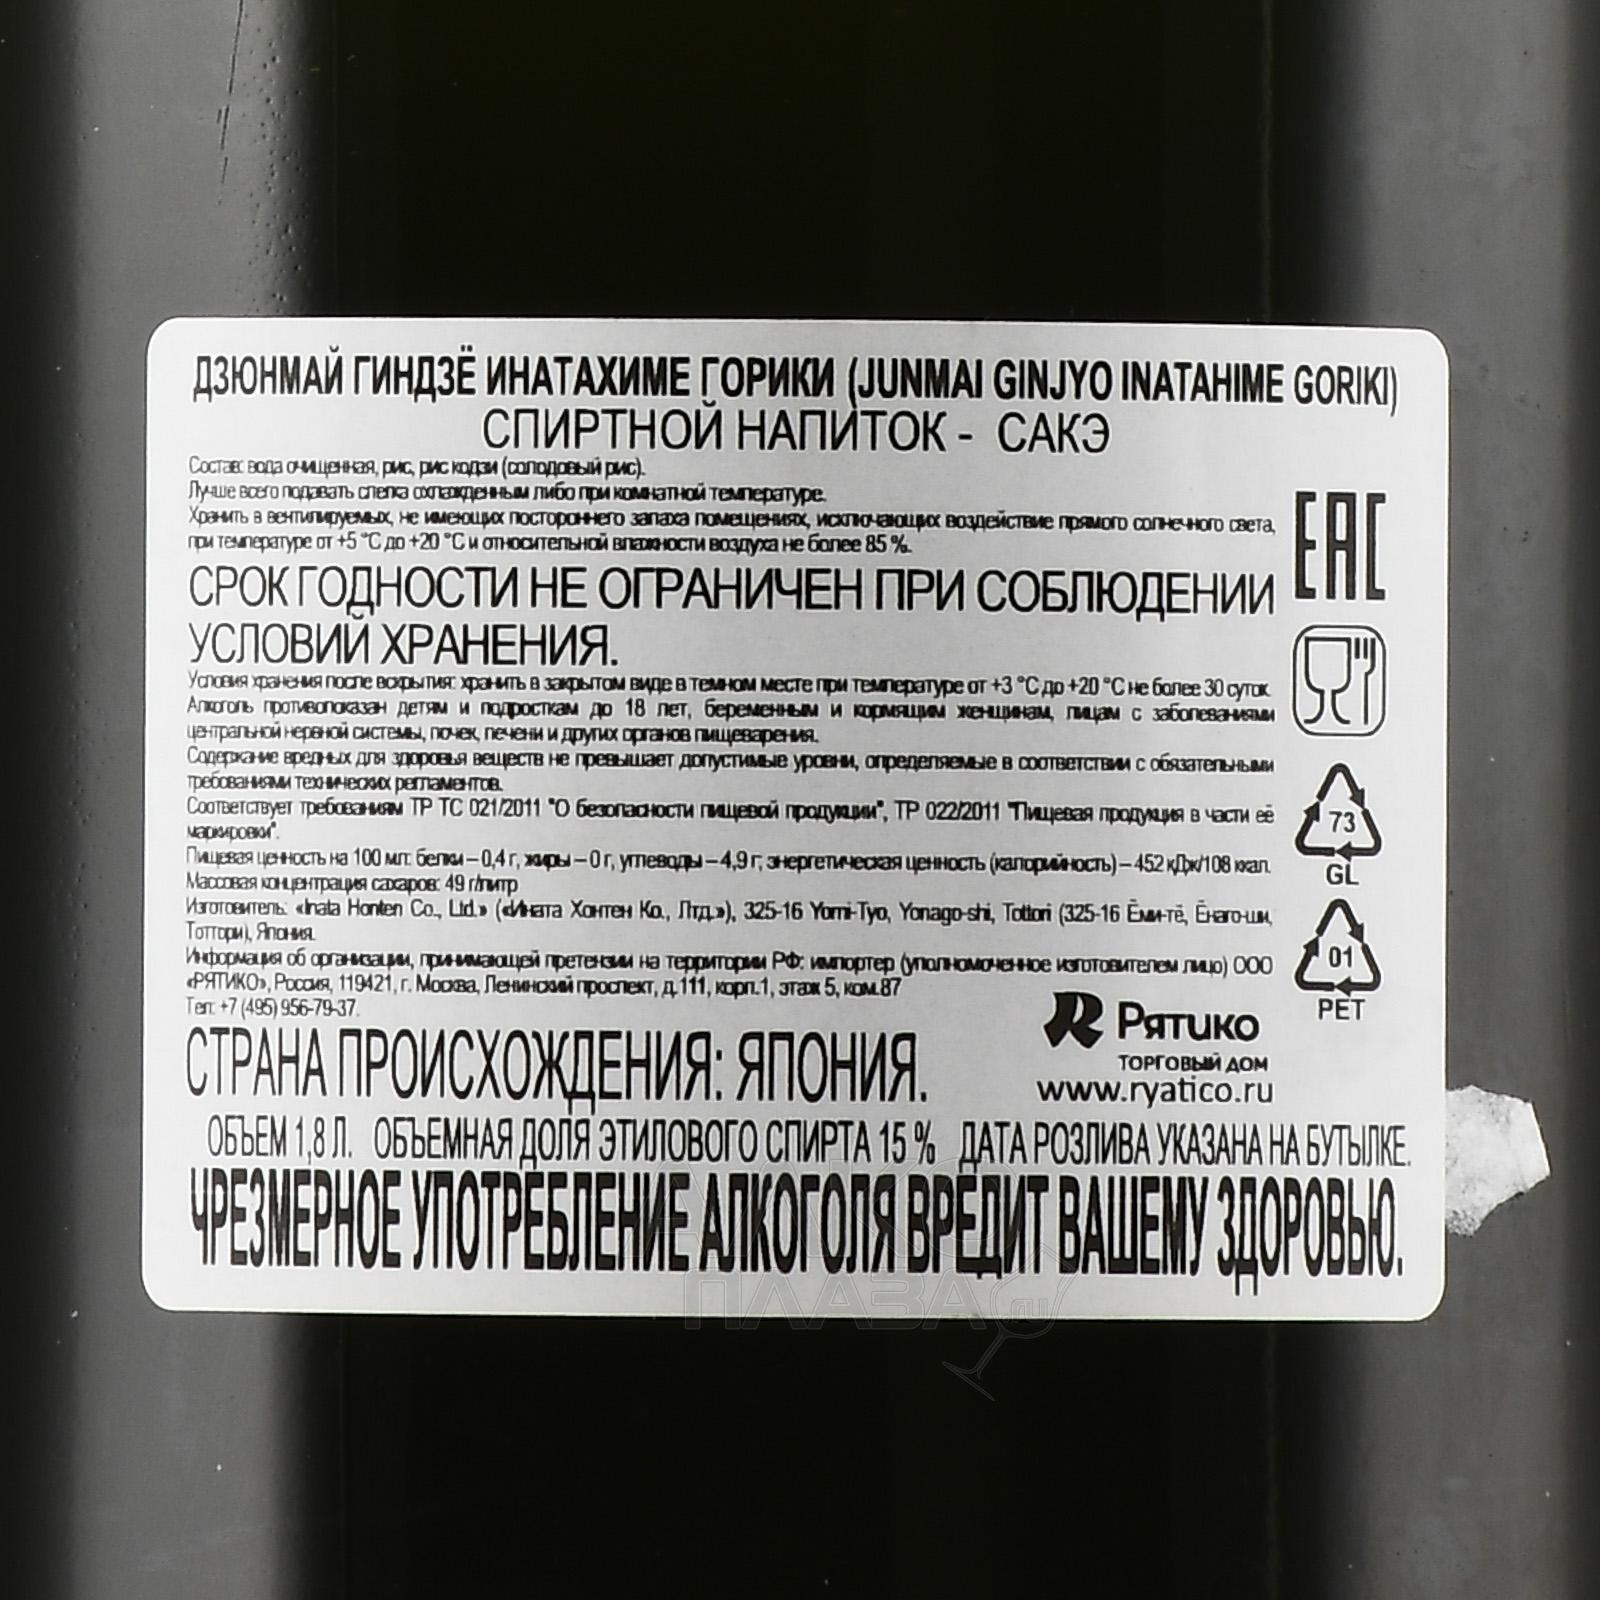 ДЗЮНМАЙ ГИНДЗЁ ИНАТАХИМЕ ГОРИКИ (JUNMAI GINJYO INATAHIME GORIKI)
СПИРТНОЙ НАПИТОК - САКЭ
Состав: вода очищенная, рис, рис кодзи (солодовый рис).
Лучше всего подавать слегка охлажденным либо при комнатной температуре.
Хранить в вентилируемых, не имеющих постороннего запаха помещениях, исключающих воздействие прямого солнечного света,
при температуре от +5 °С до +20 °С и относительной влажности воздуха не более 85 %.
СРОК ГОДНОСТИ НЕ ОГРАНИЧЕН ПРИ СОБЛЮДЕНИИ
УСЛОВИЙ ХРАНЕНИЯ.
Условия хранения после вскрытия: хранить в закрытом виде в темном месте при температуре от +3 °С до +20 °С не более 30 суток.
Алкоголь противопоказан детям и подросткам до 18 лет, беременным и кормящим женщинам, лицам с заболеваниями
центральной нервной системы, почек, печени и других органов пищеварения.
Содержание вредных для здоровья веществ не превышает допустимые уровни, определяемые в соответствии с обязательными
требованиями технических регламентов.
Соответствует требованиям ТР ТС 021/2011 "О безопасности пищевой продукции", ТР 022/2011 "Пищевая продукция в части её
маркировки".
Пищевая ценность на 100 мл: белки – 0,4 г, жиры – 0 г, углеводы – 4,9 г, энергетическая ценность (калорийность) – 452 кДж/108 ккал.
Массовая концентрация сахаров: 49 г/литр
Изготовитель: «Inata Honten Co., Ltd.» («Ината Хонтен Ко., Лтд.»), 325-16 Yomi-Tyo, Yonago-shi, Tottori (325-16 Ёми-тё, Ёнаго-ши,
Тоттори), Япония.
Информация об организации, принимающей претензии на территории РФ: импортер (уполномоченное изготовителем лицо) ООО
«РЯТИКО», Россия, 119421, г. Москва, Ленинский проспект, д.111, корп.1, этаж 5, ком.87
Тел: +7 (495) 956-79-37.
СТРАНА ПРОИСХОЖДЕНИЯ: ЯПОНИЯ.
ОБЪЕМ 1,8 Л. ОБЪЕМНАЯ ДОЛЯ ЭТИЛОВОГО СПИРТА 15 % ДАТА РОЗЛИВА УКАЗАНА НА БУТЫЛКЕ.
ЧРЕЗМЕРНОЕ УПОТРЕБЛЕНИЕ АЛКОГОЛЯ ВРЕДИТ ВАШЕМУ ЗДОРОВЬЮ.
EAC
73
GL
01
PET
Рятико
ТОРГОВЫЙ ДОМ
www.ryatico.ru
АЛКО
ПЛАЗА
.ru